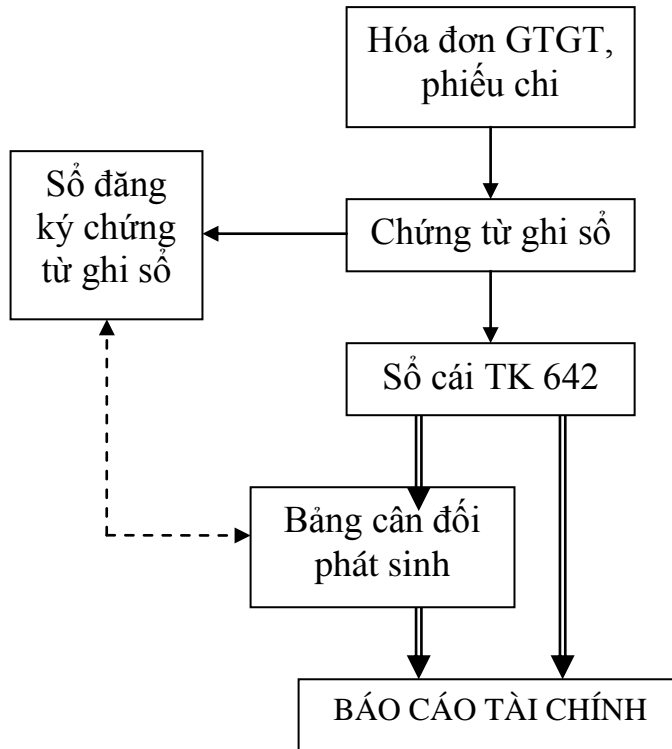 Hóa đơn GTGT,
phiếu chi
Sổ đăng
ký chứng
từ ghi sổ
Chứng từ ghi sổ
Sổ cái TK 642
Bảng cân đối
phát sinh
BÁO CÁO TÀI CHÍNH